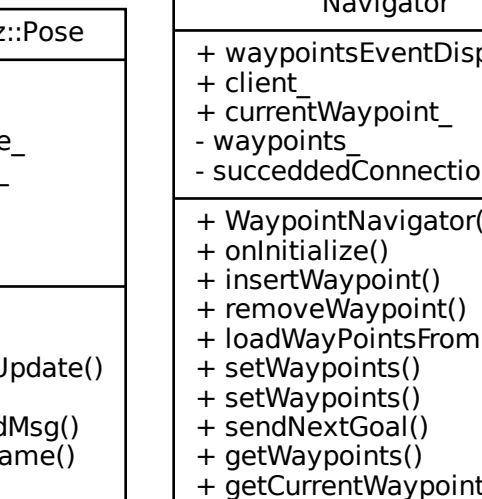 z::Pose
e_
_
Update()
dMsg()
ame()
Navigator
+ waypointsEventDisp
+ client_
+ currentWaypoint_
- waypoints_
- succeddedConnectio
+ WaypointNavigator(
+ onInitialize()
+ insertWaypoint()
+ removeWaypoint()
+ loadWayPointsFrom
+ setWaypoints()
+ setWaypoints()
+ sendNextGoal()
+ getWaypoints()
+ getCurrentWaypoint